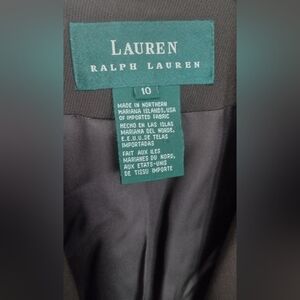 LAUREN
RALPH LAUREN
10
MADE IN NORTHERN
MARIANA ISLANDS,USA
OF IMPORTED FABRIC
HECHO EN LAS ISLAS
MARIANA DEL NORDE,
E.E.U.U.DE TELAS
IMPORTADAS
FAIT AUX ILES
MARIANES DU NORD,
AUX ETATS-UNIS
DE TISSU IMPORTE